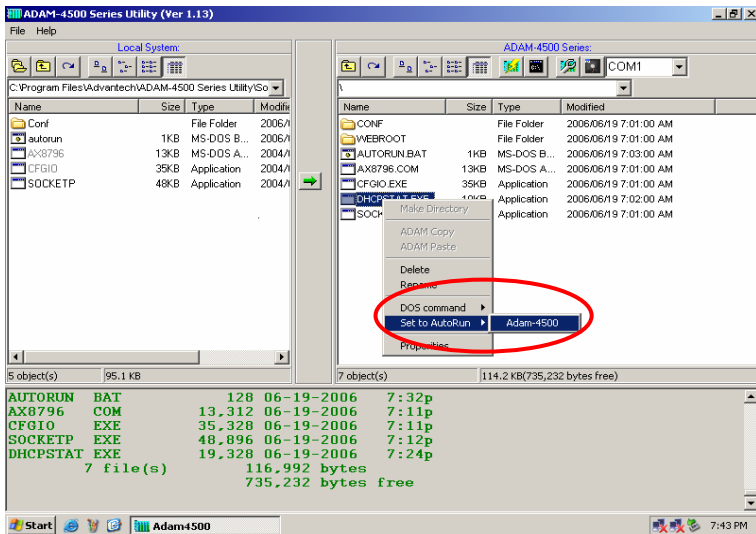 ADAM-4500 Series Utility (Ver 1.13)
File Help
Local System:
C:\Program Files\Advantech\ADAM-4500 Series Utility\So
Name Size Type Modifie
Conf File Folder 2006/
autorun 1KB MS-DOS B... 2006/
AX8796 13KB MS-DOS A... 2004/
CFGIO 35KB Application 2004/
SOCKETP 48KB Application 2004/
5 object(s) 95.1 KB
ADAM-4500 Series:
COM1
\
Name Size Type Modified
CONF File Folder 2006/06/19 7:01:00 AM
WEBROOT File Folder 2006/06/19 7:01:00 AM
AUTORUN.BAT 1KB MS-DOS B... 2006/06/19 7:03:00 AM
AX8796.COM 13KB MS-DOS A... 2006/06/19 7:01:00 AM
CFGIO.EXE 35KB Application 2006/06/19 7:01:00 AM
DHCPSTAT.EXE 19KB Application 2006/06/19 7:02:00 AM
SOCK Application 2006/06/19 7:01:00 AM
Make Directory
ADAM Copy
ADAM Paste
Delete
Rename
DOS command
Set to AutoRun
Adam-4500
Properities
7 object(s) 114.2 KB(735,232 bytes free)
AUTORUN BAT 128 06-19-2006 7:32p
AX8796 COM 13,312 06-19-2006 7:11p
CFGIO EXE 35,328 06-19-2006 7:11p
SOCKETP EXE 48,896 06-19-2006 7:12p
DHCPSTAT EXE 19,328 06-19-2006 7:24p
7 file(s) 116,992 bytes
735,232 bytes free
Start
Adam4500
7:43 PM